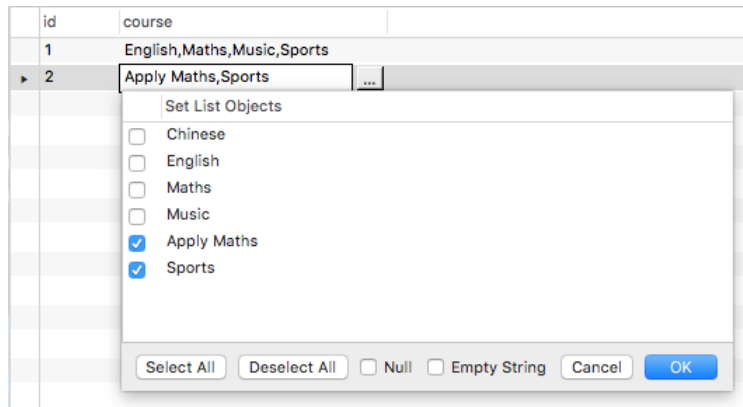 id course
1 English,Maths,Music,Sports
2 Apply Maths,Sports ...
Set List Objects
Chinese
English
Maths
Music
Apply Maths
Sports
Select All Deselect All Null Empty String Cancel OK